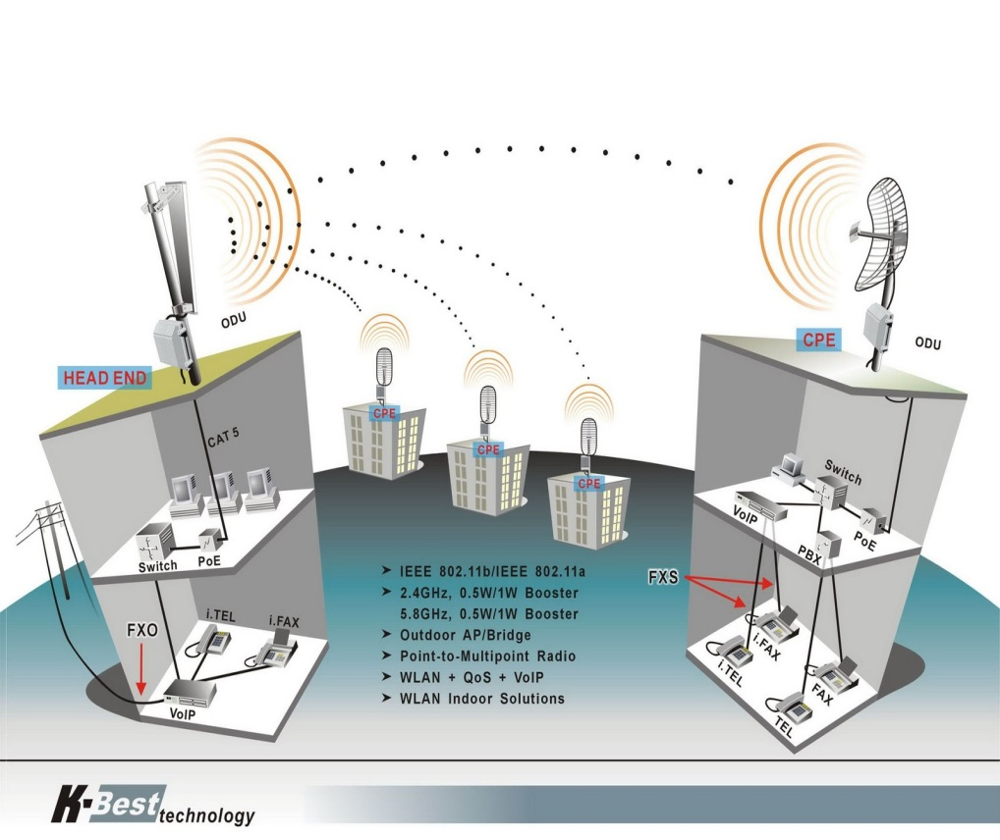 ODU
HEAD END
CAT 5
Switch
PoE
FXO
i.TEL
i.FAX
VoIP
CPE
CPE
CPE
CPE
ODU
Switch
VoIP
PBX
PoE
FXS
i.FAX
i.TEL
FAX
TEL
➤ IEEE 802.11b/IEEE 802.11a
➤ 2.4GHz, 0.5W/1W Booster
5.8GHz, 0.5W/1W Booster
➤ Outdoor AP/Bridge
➤ Point-to-Multipoint Radio
➤ WLAN + QoS + VoIP
➤ WLAN Indoor Solutions
K-Best technology